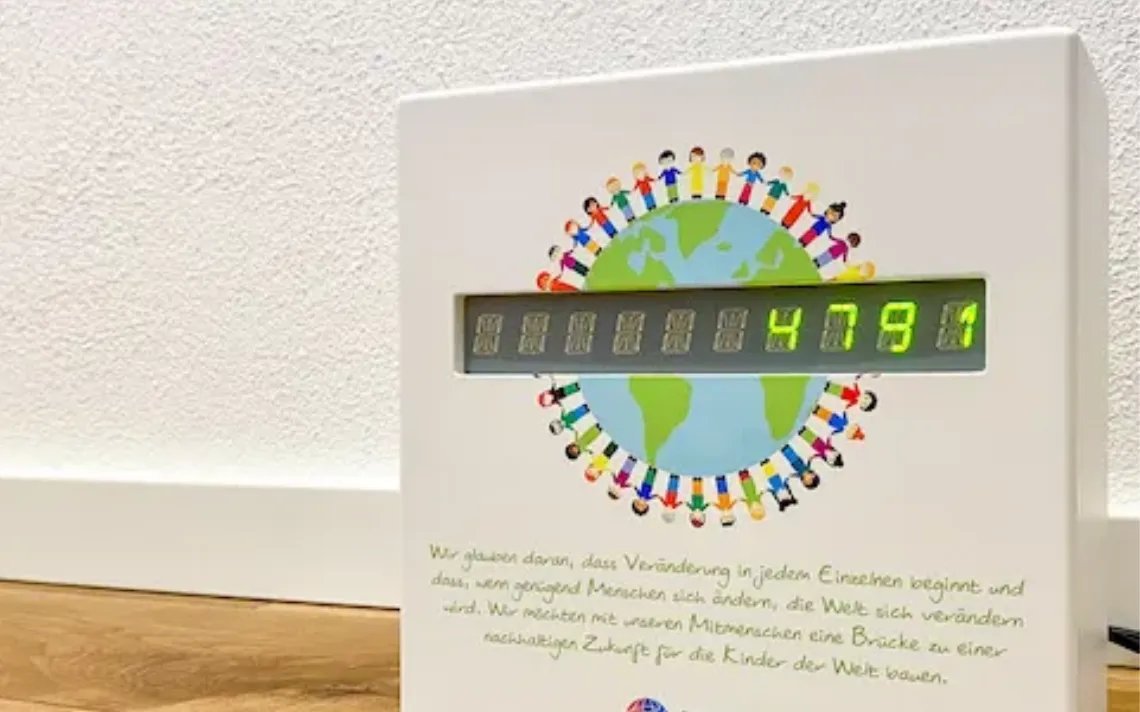 4791
Wir glauben daran, dass Veränderung in jedem Einzelnen beginnt und
dass, wenn genügend Menschen sich ändern, die Welt sich verändern
wird. Wir möchten mit unseren Mitmenschen eine Brücke zu einer
nachhaltigen Zukunft für die Kinder der Welt bauen.